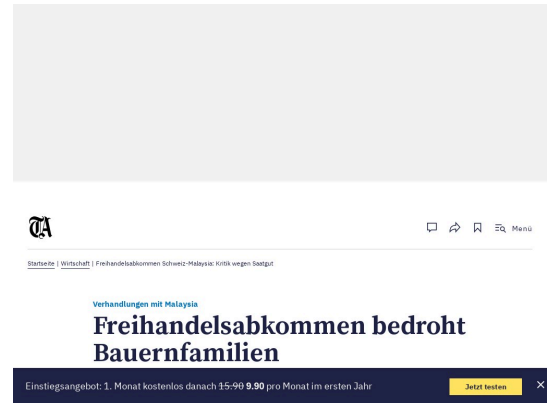 TA
Menü
Startseite | Wirtschaft | Freihandelsabkommen Schweiz-Malaysia: Kritik wegen Saatgut
Verhandlungen mit Malaysia
Freihandelsabkommen bedroht
Bauernfamilien
Einstiegsangebot: 1. Monat kostenlos danach 15.90 9.90 pro Monat im ersten Jahr
Jetzt testen